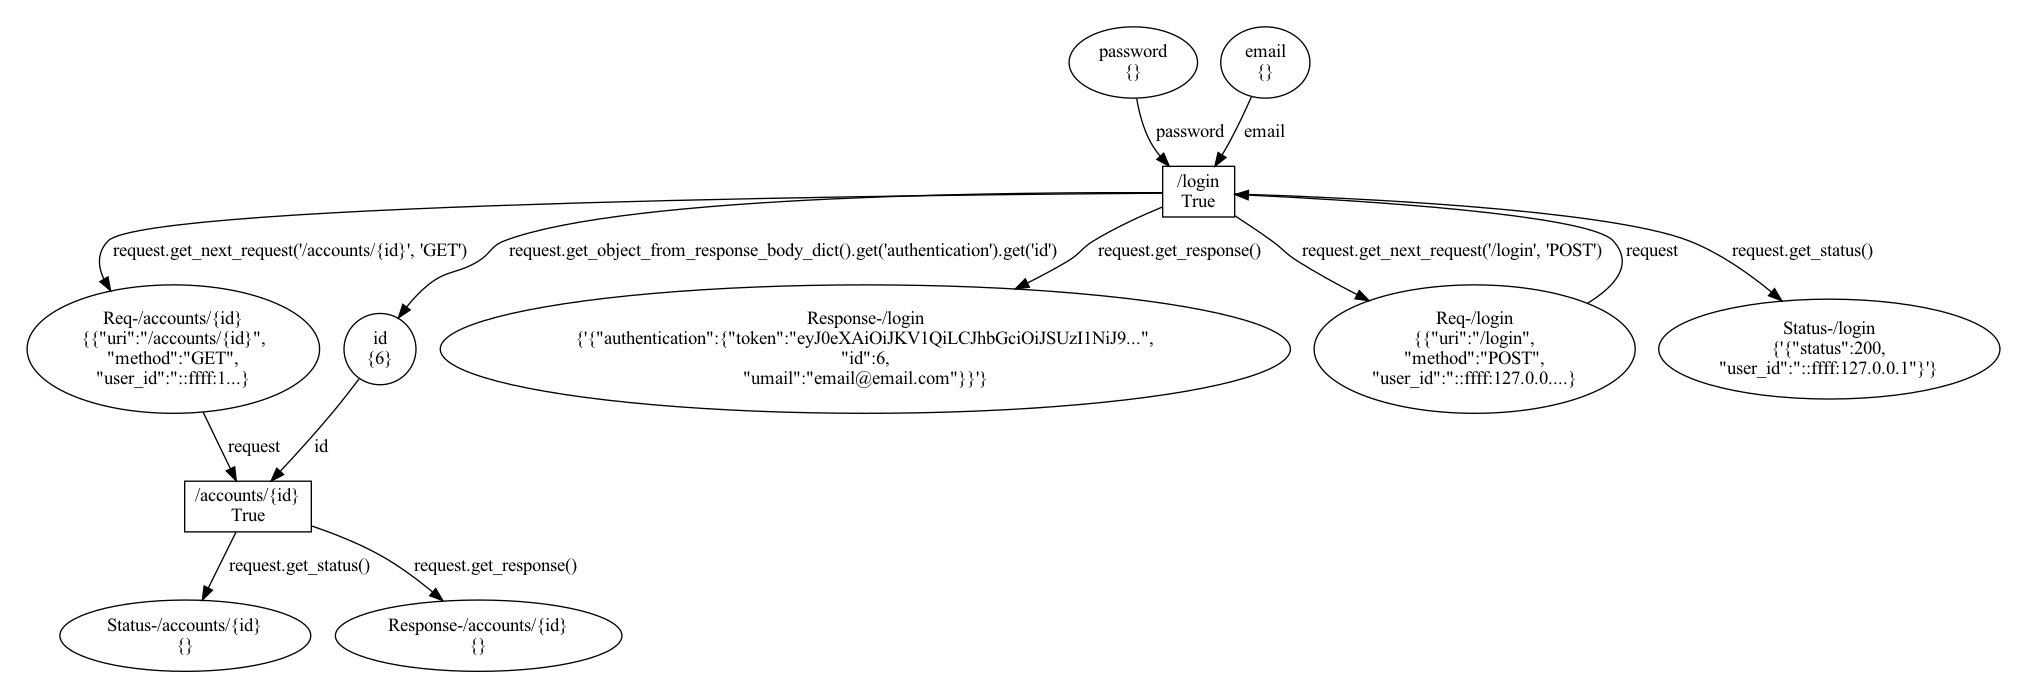 password
{}
email
{}
password
email
/login
True
request.get_next_request('/accounts/{id}', 'GET')
request.get_object_from_response_body_dict().get('authentication').get('id')
request.get_response()
request.get_next_request('/login', 'POST')
request
request.get_status()
Req-/accounts/{id}
{{"uri":"/accounts/{id}",
"method":"GET",
"user_id":"::ffff:1...}
id
{6}
Response-/login
{'{"authentication":{"token":"eyJ0eXAiOiJKV1QiLCJhbGciOiJSUzI1NiJ9...",
"id":6,
"umail":"email@email.com"}}'}
Req-/login
{{"uri":"/login",
"method":"POST",
"user_id":"::ffff:127.0.0....}
Status-/login
{'{"status":200,
"user_id":"::ffff:127.0.0.1"}'}
request
id
/accounts/{id}
True
request.get_status()
request.get_response()
Status-/accounts/{id}
{}
Response-/accounts/{id}
{}